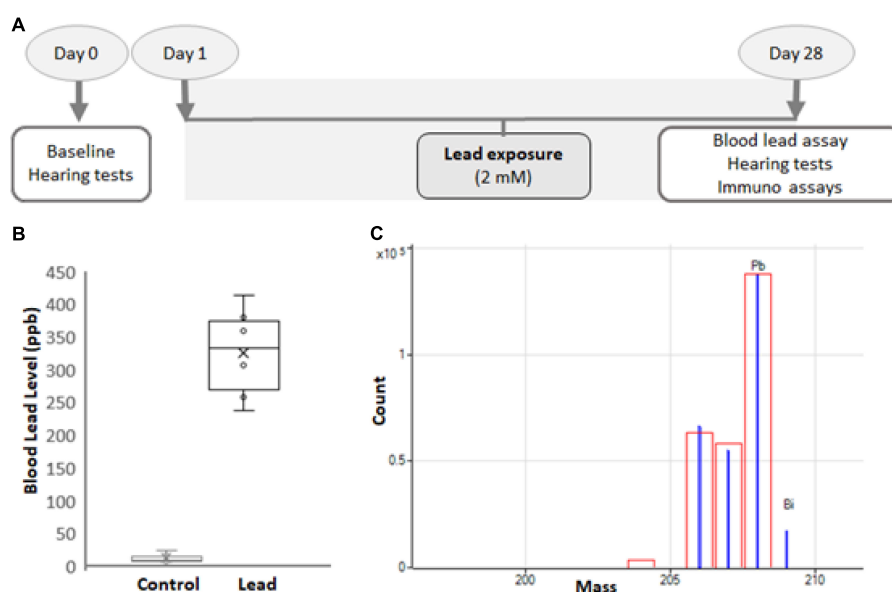 A
Day 0
Day 1
Day 28
Baseline
Hearing tests
Lead exposure
(2 mM)
Blood lead assay
Hearing tests
Immuno assays
B
Blood Lead Level (ppb)
450
400
350
300
250
200
150
100
50
0
Control
Lead
C
x10 5
Count
1
0.5
0
Pb
Bi
200
205
210
Mass